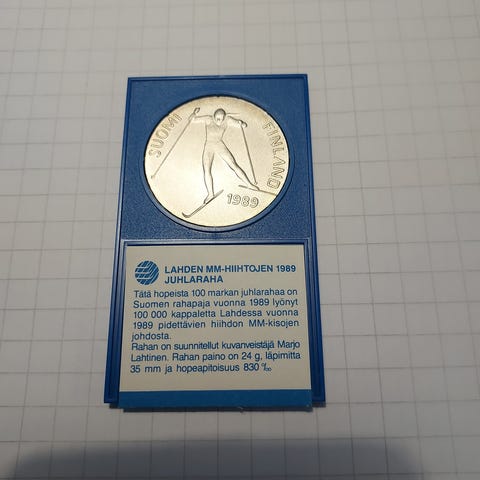 SUOMI
FINLAND
1989
LAHDEN MM-HIIHTOJEN 1989
JUHLARAHA
Tätä hopeista 100 markan juhlarahaa on
Suomen rahapaja vuonna 1989 lyönyt
100 000 kappaletta Lahdessa vuonna
1989 pidettävien hiihdon MM-kisojen
johdosta.
Rahan on suunnitellut kuvanveistäjä Marjo
Lahtinen. Rahan paino on 24 g, läpimitta
35 mm ja hopeapitoisuus 830 ‰.